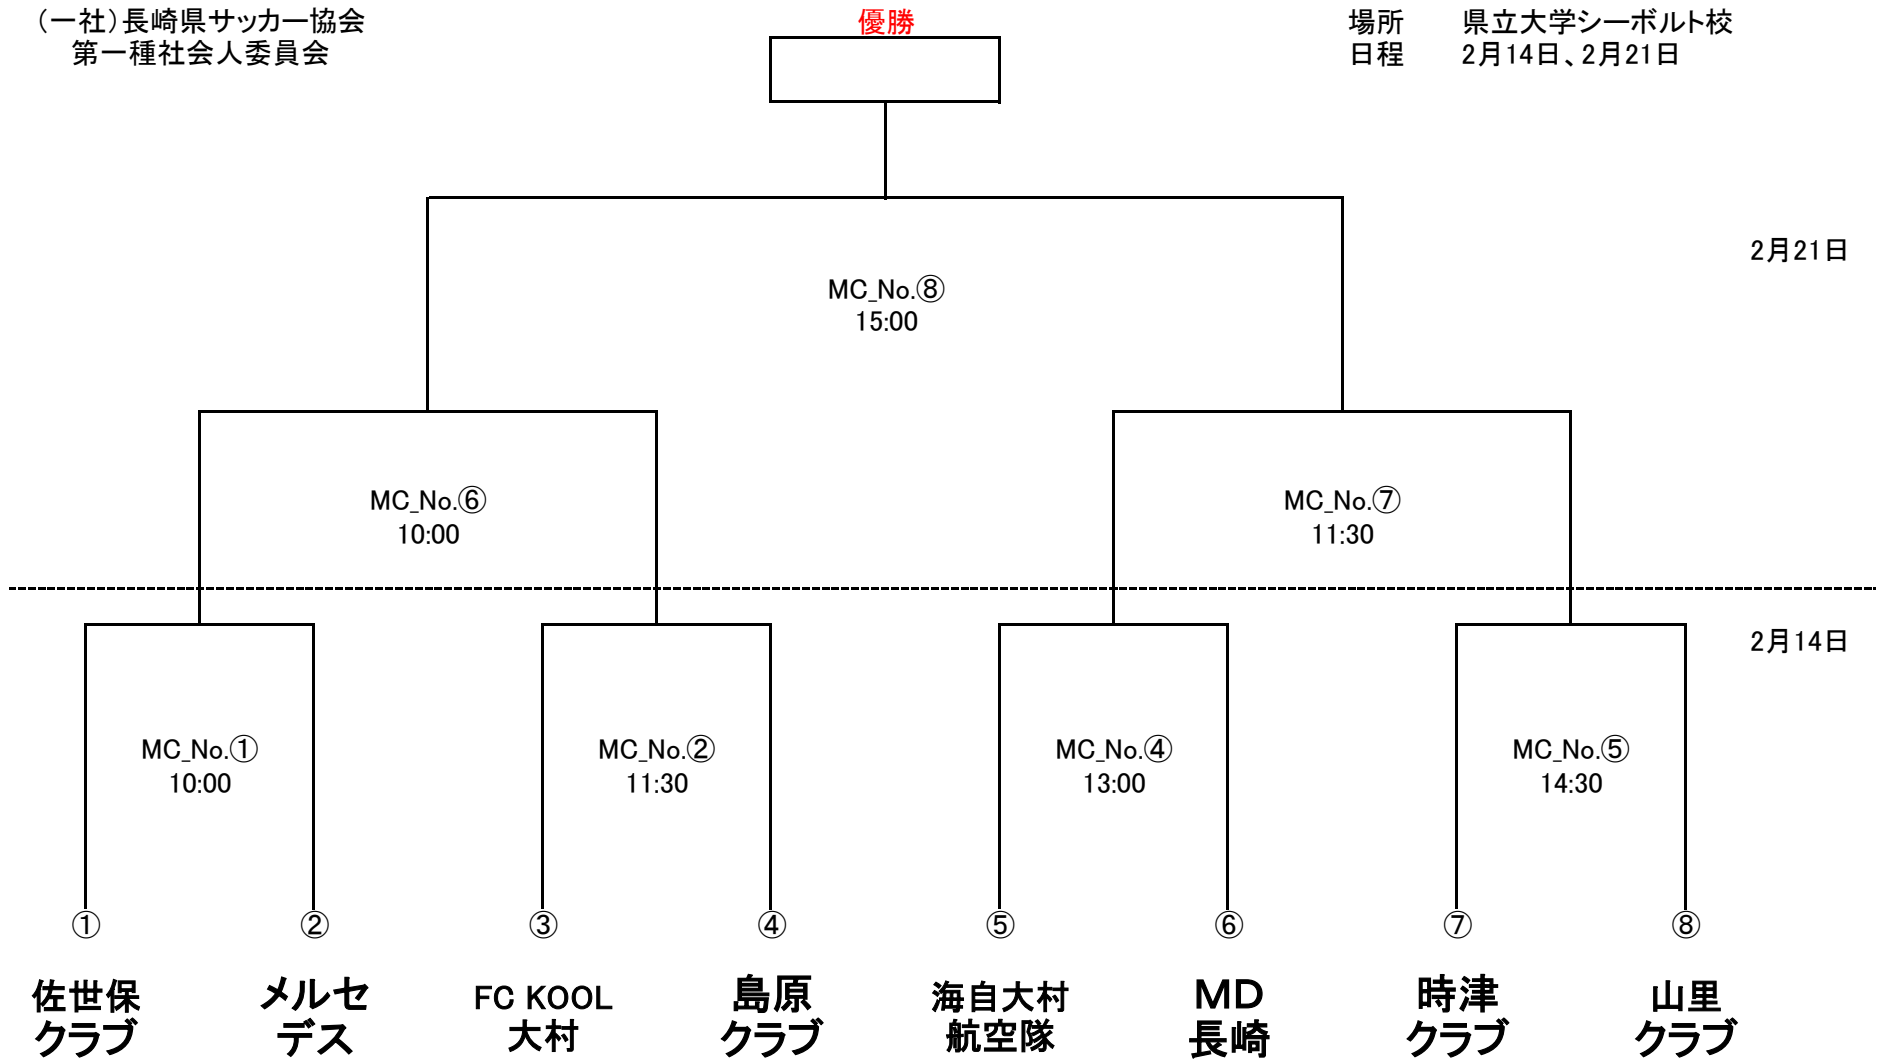 （一社）長崎県サッカー協会
第一種社会人委員会
優勝
場所 県立大学シーボルト校
日程 2月14日、2月21日
2月21日
MC_No.⑧
15:00
MC_No.⑥
10:00
MC_No.⑦
11:30
2月14日
MC_No.①
10:00
MC_No.②
11:30
MC_No.④
13:00
MC_No.⑤
14:30
① ② ③ ④ ⑤ ⑥ ⑦ ⑧
佐世保
クラブ
メルセ
デス
FC KOOL
大村
島原
クラブ
海自大村
航空隊
MD
長崎
時津
クラブ
山里
クラブ